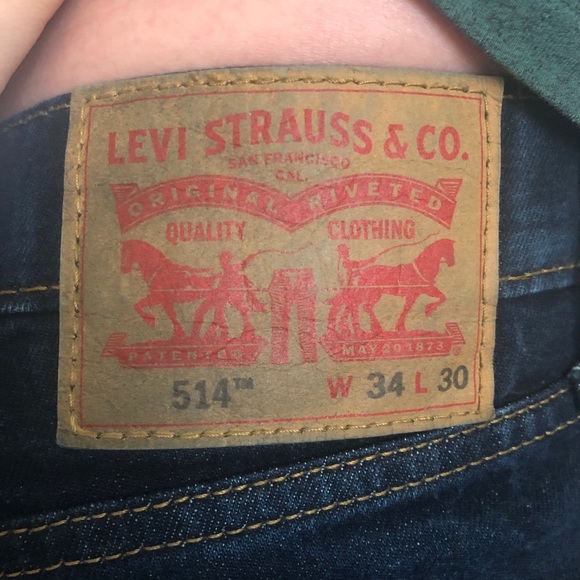 LEVI STRAUSS & CO.
SAN FRANCISCO
CAL.
ORIGINAL RIVETED
QUALITY CLOTHING
PATENTED MAY 20 1873 ®
514™ W 34 L 30